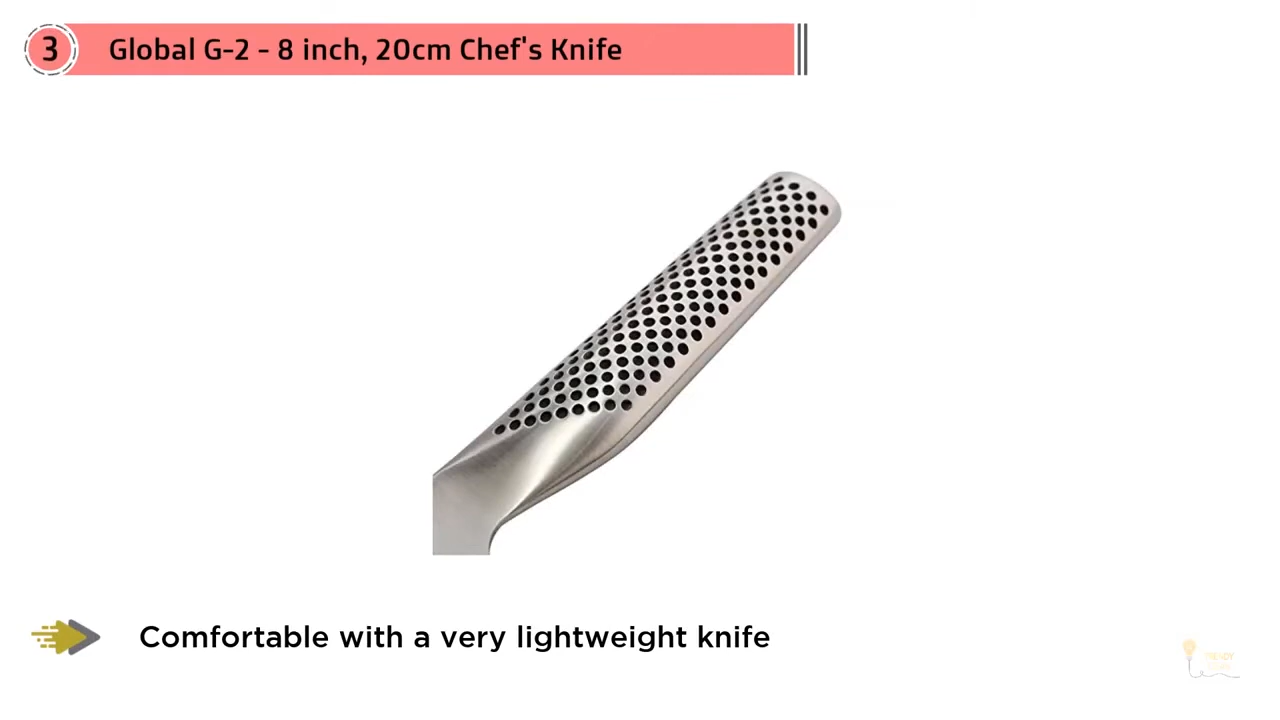 3
Global G-2 - 8 inch, 20cm Chef's Knife
Comfortable with a very lightweight knife